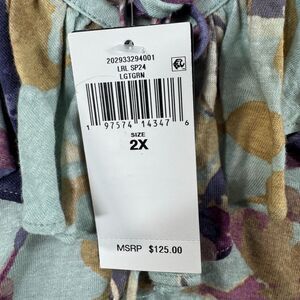 202933294001
LRL SP24
LGTGRN
1 97574 14347 6
SIZE
2X
MSRP $125.00